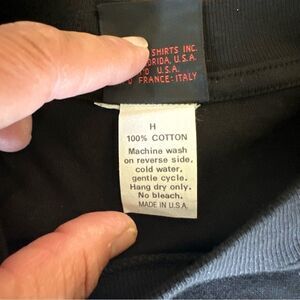 SHIRTS INC.
U.S.A.
U.S.A.
FRANCE: ITALY
H
100% COTTON
Machine wash
on reverse side.
cold water,
gentle cycle.
Hang dry only.
No bleach.
MADE IN U.S.A.